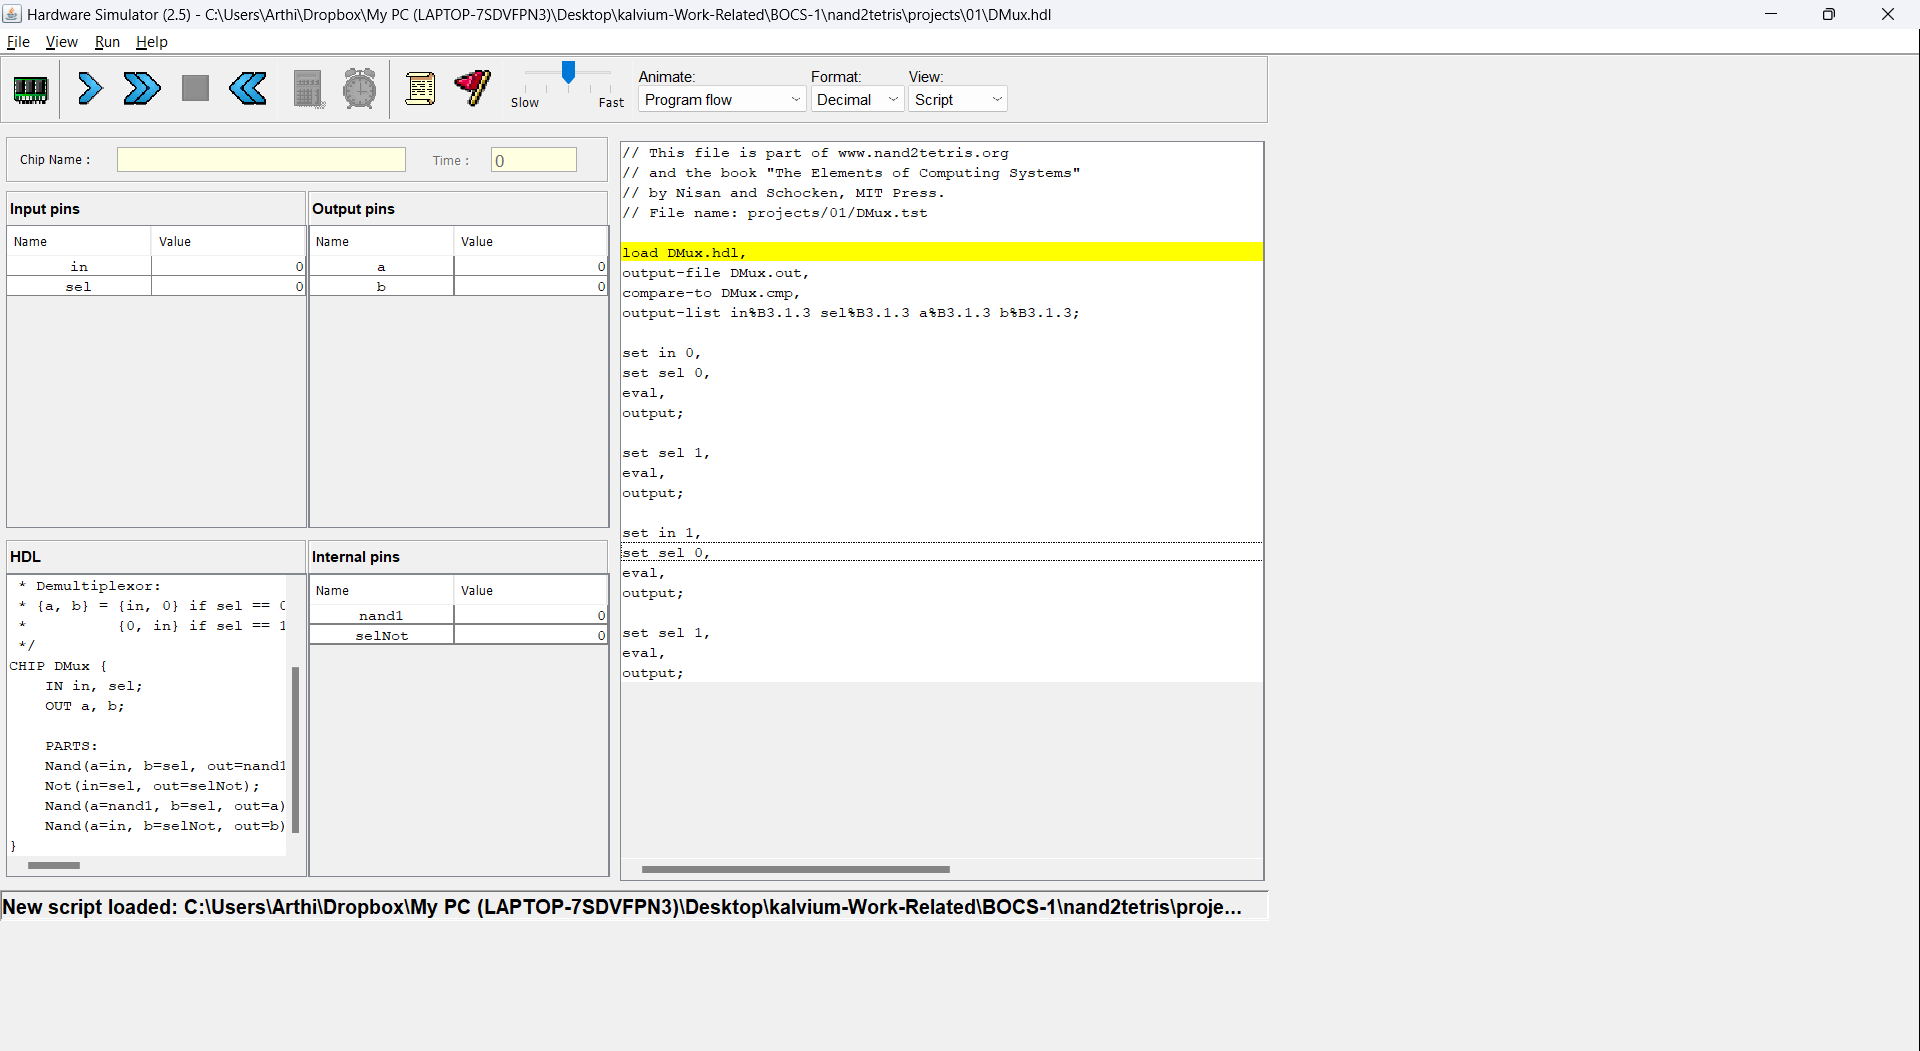 Hardware Simulator (2.5) - C:\Users\Arthi\Dropbox\My PC (LAPTOP-7SDVFPN3)\Desktop\kalvium-Work-Related\BOCS-1\nand2tetris\projects\01\DMux.hdl
File View Run Help
Slow Fast
Animate: Format: View:
Program flow Decimal Script
Chip Name : Time : 0
Input pins
Name Value
in 0
sel 0
Output pins
Name Value
a 0
b 0
HDL
* Demultiplexor:
* {a, b} = {in, 0} if sel == 0
* {0, in} if sel == 1
*/
CHIP DMux {
IN in, sel;
OUT a, b;
PARTS:
Nand(a=in, b=sel, out=nand1
Not(in=sel, out=selNot);
Nand(a=nand1, b=sel, out=a)
Nand(a=in, b=selNot, out=b)
}
Internal pins
Name Value
nand1 0
selNot 0
// This file is part of www.nand2tetris.org
// and the book "The Elements of Computing Systems"
// by Nisan and Schocken, MIT Press.
// File name: projects/01/DMux.tst
load DMux.hdl,
output-file DMux.out,
compare-to DMux.cmp,
output-list in%B3.1.3 sel%B3.1.3 a%B3.1.3 b%B3.1.3;
set in 0,
set sel 0,
eval,
output;
set sel 1,
eval,
output;
set in 1,
set sel 0,
eval,
output;
set sel 1,
eval,
output;
New script loaded: C:\Users\Arthi\Dropbox\My PC (LAPTOP-7SDVFPN3)\Desktop\kalvium-Work-Related\BOCS-1\nand2tetris\proje...